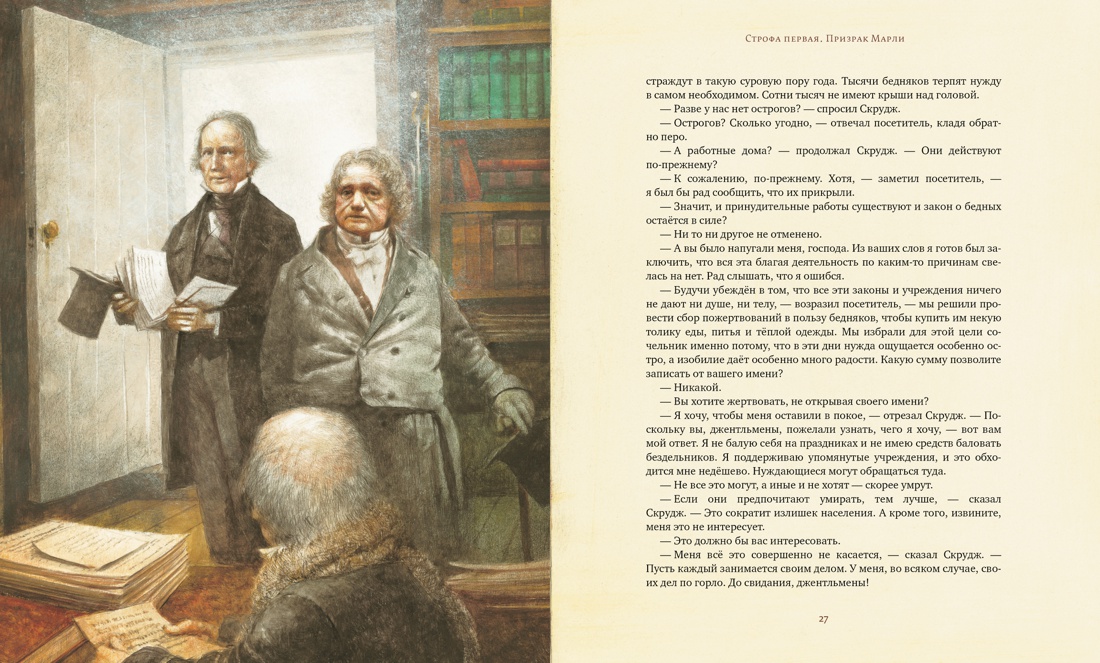 Строфа первая. Призрак Марли
страждут в такую суровую пору года. Тысячи бедняков терпят нужду
в самом необходимом. Сотни тысяч не имеют крыши над головой.
— Разве у нас нет острогов? — спросил Скрудж.
— Острогов? Сколько угодно, — отвечал посетитель, кладя обрат-
но перо.
— А работные дома? — продолжал Скрудж. — Они действуют
по-прежнему?
— К сожалению, по-прежнему. Хотя, — заметил посетитель, —
я был бы рад сообщить, что их прикрыли.
— Значит, и принудительные работы существуют и закон о бедных
остаётся в силе?
— Ни то ни другое не отменено.
— А вы было напугали меня, господа. Из ваших слов я готов был за-
ключить, что вся эта благая деятельность по каким-то причинам све-
лась на нет. Рад слышать, что я ошибся.
— Будучи убеждён в том, что все эти законы и учреждения ничего
не дают ни душе, ни телу, — возразил посетитель, — мы решили про-
вести сбор пожертвований в пользу бедняков, чтобы купить им некую
толику еды, питья и тёплой одежды. Мы избрали для этой цели со-
чельник именно потому, что в эти дни нужда ощущается особенно ос-
тро, а изобилие даёт особенно много радости. Какую сумму позволите
записать от вашего имени?
— Никакой.
— Вы хотите жертвовать, не открывая своего имени?
— Я хочу, чтобы меня оставили в покое, — отрезал Скрудж. — По-
скольку вы, джентльмены, пожелали узнать, чего я хочу, — вот вам
мой ответ. Я не балую себя на праздниках и не имею средств баловать
бездельников. Я поддерживаю упомянутые учреждения, и это обхо-
дится мне недёшево. Нуждающиеся могут обращаться туда.
— Не все это могут, а иные и не хотят — скорее умрут.
— Если они предпочитают умирать, тем лучше, — сказал
Скрудж. — Это сократит излишек населения. А кроме того, извините,
меня это не интересует.
— Это должно бы вас интересовать.
— Меня всё это совершенно не касается, — сказал Скрудж. —
Пусть каждый занимается своим делом. У меня, во всяком случае, сво-
их дел по горло. До свидания, джентльмены!
27